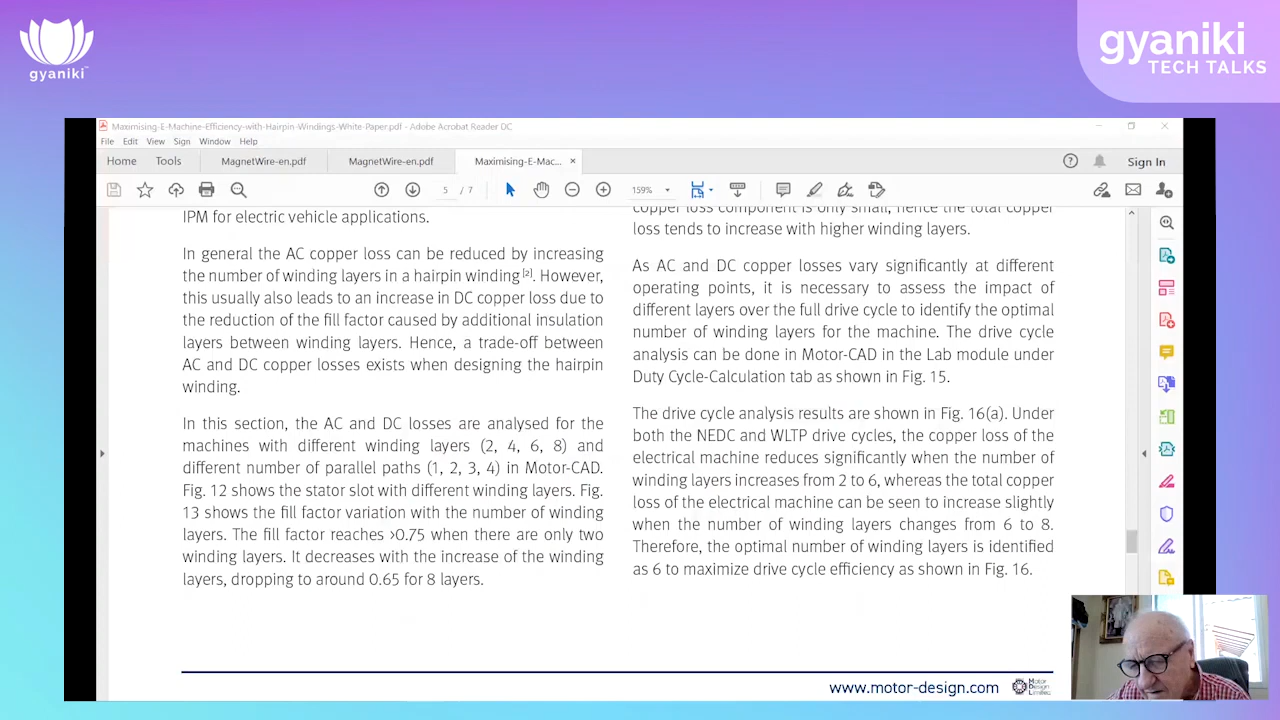 gyaniki
gyaniki
TECH TALKS
Maximising-E-Machine-Efficiency-with-Hairpin-Windings-White-Paper.pdf - Adobe Acrobat Reader DC
File Edit View Sign Window Help
Home Tools MagnetWire-en.pdf MagnetWire-en.pdf Maximising-E-Mac... × Sign In
5 / 7 159%
IPM for electric vehicle applications.
In general the AC copper loss can be reduced by increasing
the number of winding layers in a hairpin winding [2]. However,
this usually also leads to an increase in DC copper loss due to
the reduction of the fill factor caused by additional insulation
layers between winding layers. Hence, a trade-off between
AC and DC copper losses exists when designing the hairpin
winding.
In this section, the AC and DC losses are analysed for the
machines with different winding layers (2, 4, 6, 8) and
different number of parallel paths (1, 2, 3, 4) in Motor-CAD.
Fig. 12 shows the stator slot with different winding layers. Fig.
13 shows the fill factor variation with the number of winding
layers. The fill factor reaches >0.75 when there are only two
winding layers. It decreases with the increase of the winding
layers, dropping to around 0.65 for 8 layers.
copper loss component is only small, hence the total copper
loss tends to increase with higher winding layers.
As AC and DC copper losses vary significantly at different
operating points, it is necessary to assess the impact of
different layers over the full drive cycle to identify the optimal
number of winding layers for the machine. The drive cycle
analysis can be done in Motor-CAD in the Lab module under
Duty Cycle-Calculation tab as shown in Fig. 15.
The drive cycle analysis results are shown in Fig. 16(a). Under
both the NEDC and WLTP drive cycles, the copper loss of the
electrical machine reduces significantly when the number of
winding layers increases from 2 to 6, whereas the total copper
loss of the electrical machine can be seen to increase slightly
when the number of winding layers changes from 6 to 8.
Therefore, the optimal number of winding layers is identified
as 6 to maximize drive cycle efficiency as shown in Fig. 16.
www.motor-design.com
Motor
Design
Limited